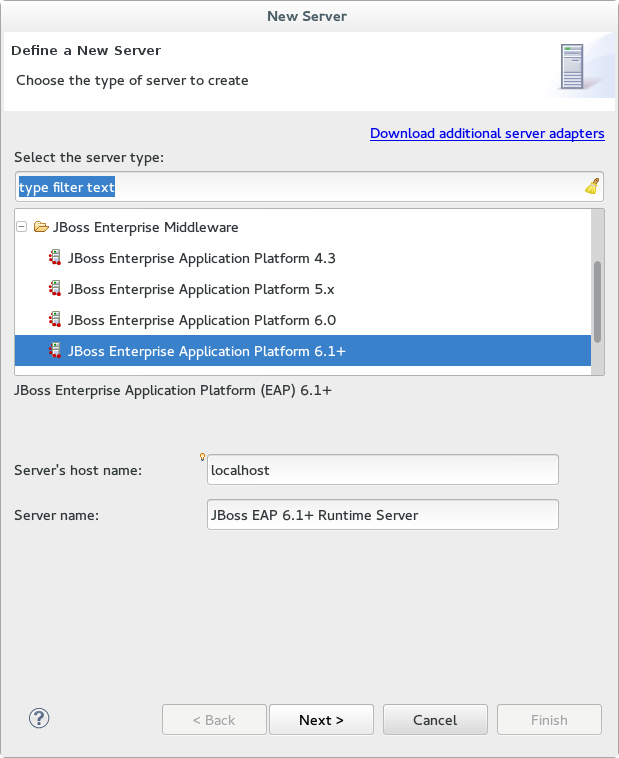 New Server
Define a New Server
Choose the type of server to create
Download additional server adapters
Select the server type:
type filter text
JBoss Enterprise Middleware
JBoss Enterprise Application Platform 4.3
JBoss Enterprise Application Platform 5.x
JBoss Enterprise Application Platform 6.0
JBoss Enterprise Application Platform 6.1+
JBoss Enterprise Application Platform (EAP) 6.1+
Server's host name: localhost
Server name: JBoss EAP 6.1+ Runtime Server
? < Back Next > Cancel Finish